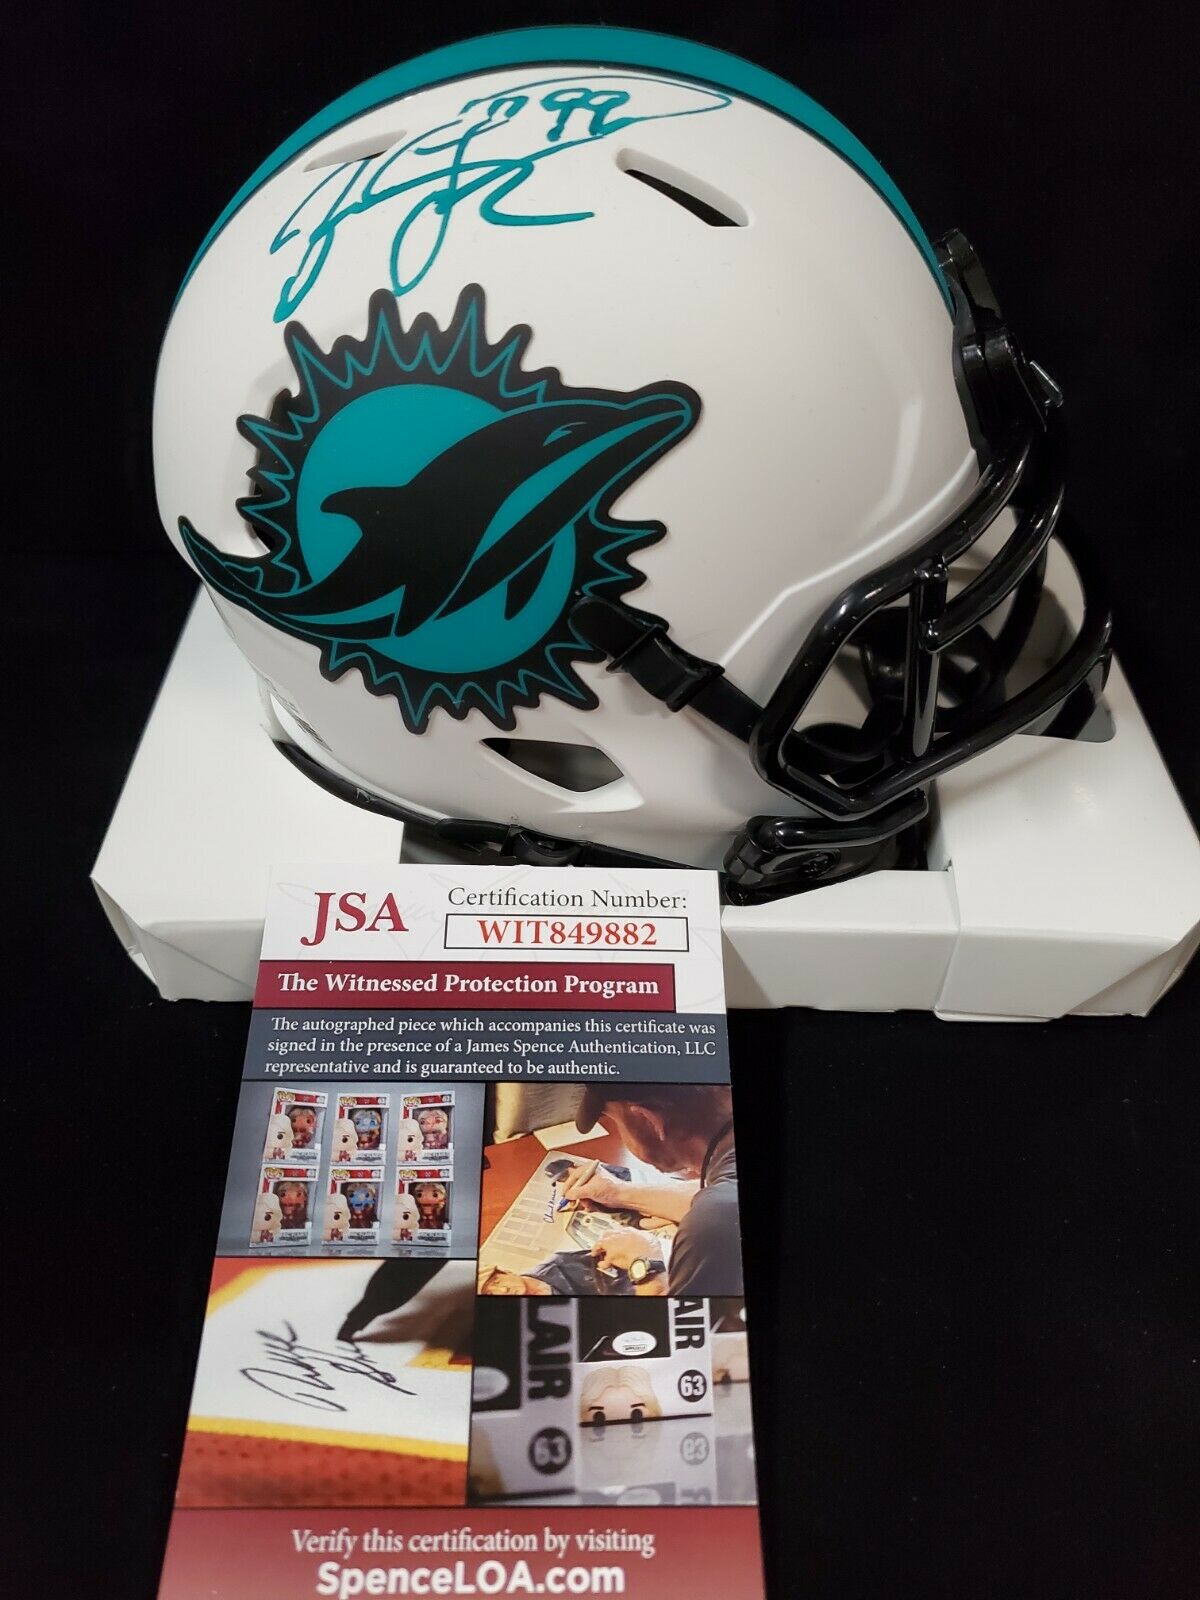 99
JSA
Certification Number:
WIT849882
The Witnessed Protection Program
The autographed piece which accompanies this certificate was
signed in the presence of a James Spence Authentication, LLC
representative and is guaranteed to be authentic.
LAIR
AIR
63
63
Verify this certification by visiting
SpenceLOA.com